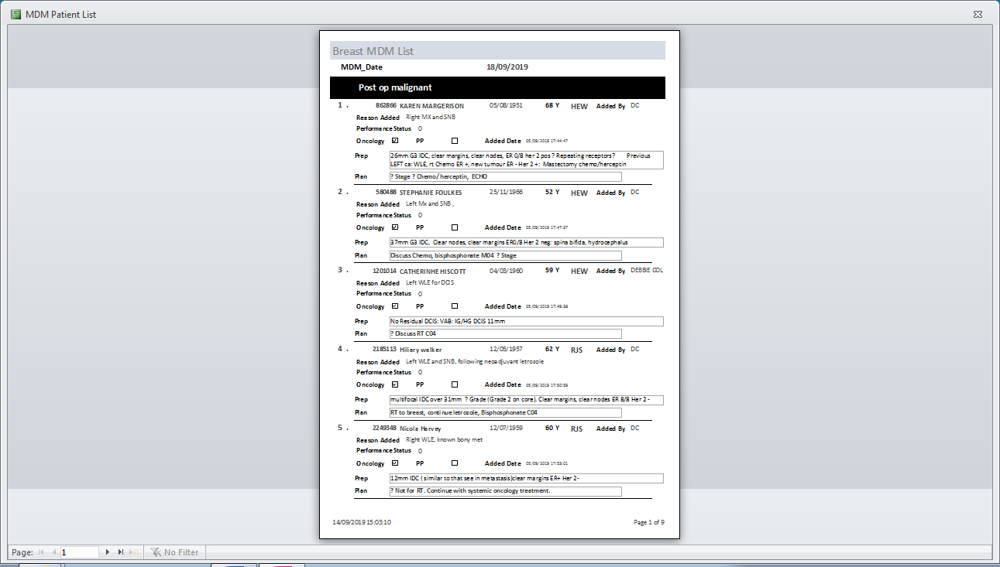 MDM Patient List
Breast MDM List
MDM_Date 18/09/2019
Post op malignant
1 . 862866 KAREN MARGERISON 05/08/1951 68 Y HEW Added By DC
Reason Added Right MX and SNB
Performance Status 0
Oncology PP Added Date 05/09/2019 17:44:47
Prep 26mm G3 IDC, clear margins, clear nodes, ER 0/8 her 2 pos ? Repeating receptors? Previous
LEFT ca: WLE, rt Chemo ER +, new tumour ER - Her 2 +: Mastectomy chemo/herceptin
Plan ? Stage ? Chemo/ herceptin, ECHO
2 . 580488 STEPHANIE FOULKES 25/11/1966 52 Y HEW Added By DC
Reason Added Left Mx and SNB ,
Performance Status 0
Oncology PP Added Date 05/09/2019 17:47:37
Prep 37mm G3 IDC, Clear nodes, clear margins ER0/8 Her 2 neg: spina bifida, hydrocephalus
Plan Discuss Chemo, bisphosphonate M04 ? Stage
3 . 1201014 CATHERINHE HISCOTT 04/03/1960 59 Y HEW Added By DEBBIE COL
Reason Added Left WLE for DCIS
Performance Status 0
Oncology PP Added Date 05/09/2019 17:49:38
Prep No Residual DCIS: VAB: IG/HG DCIS 11mm
Plan ? Discuss RT C04
4 . 2185113 Hiliary walker 12/05/1957 62 Y RJS Added By DC
Reason Added Left WLE and SNB, following neoadjuvant letrozole
Performance Status 0
Oncology PP Added Date 05/09/2019 17:50:59
Prep multifocal IDC over 31mm ? Grade (Grade 2 on core). Clear margins, clear nodes ER 8/8 Her 2 -
Plan RT to breast, continue letrozole, Bisphosphonate C04
5 . 2249348 Nicola Harvey 12/07/1959 60 Y RJS Added By DC
Reason Added Right WLE, known bony met
Performance Status 0
Oncology PP Added Date 05/09/2019 17:53:01
Prep 12mm IDC ( similar to that see in metastasis)clear margins ER+ Her 2-
Plan ? Not for RT. Continue with systemic oncology treatment.
14/09/2019 15:03:10 Page 1 of 9
Page: 1 No Filter